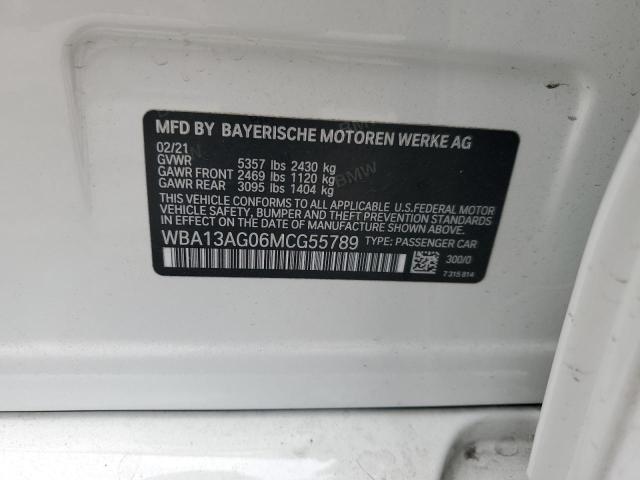 MFD BY BAYERISCHE MOTOREN WERKE AG
02/21
GVWR 5357 lbs 2430 kg
GAWR FRONT 2469 lbs 1120 kg
GAWR REAR 3095 lbs 1404 kg
THIS VEHICLE CONFORMS TO ALL APPLICABLE U.S.FEDERAL MOTOR
VEHICLE SAFETY, BUMPER AND THEFT PREVENTION STANDARDS
IN EFFECT ON THE DATE OF MANUFACTURE SHOWN ABOVE.
WBA13AG06MCG55789 TYPE: PASSENGER CAR
300/0
7 315 814
BMW
BMW